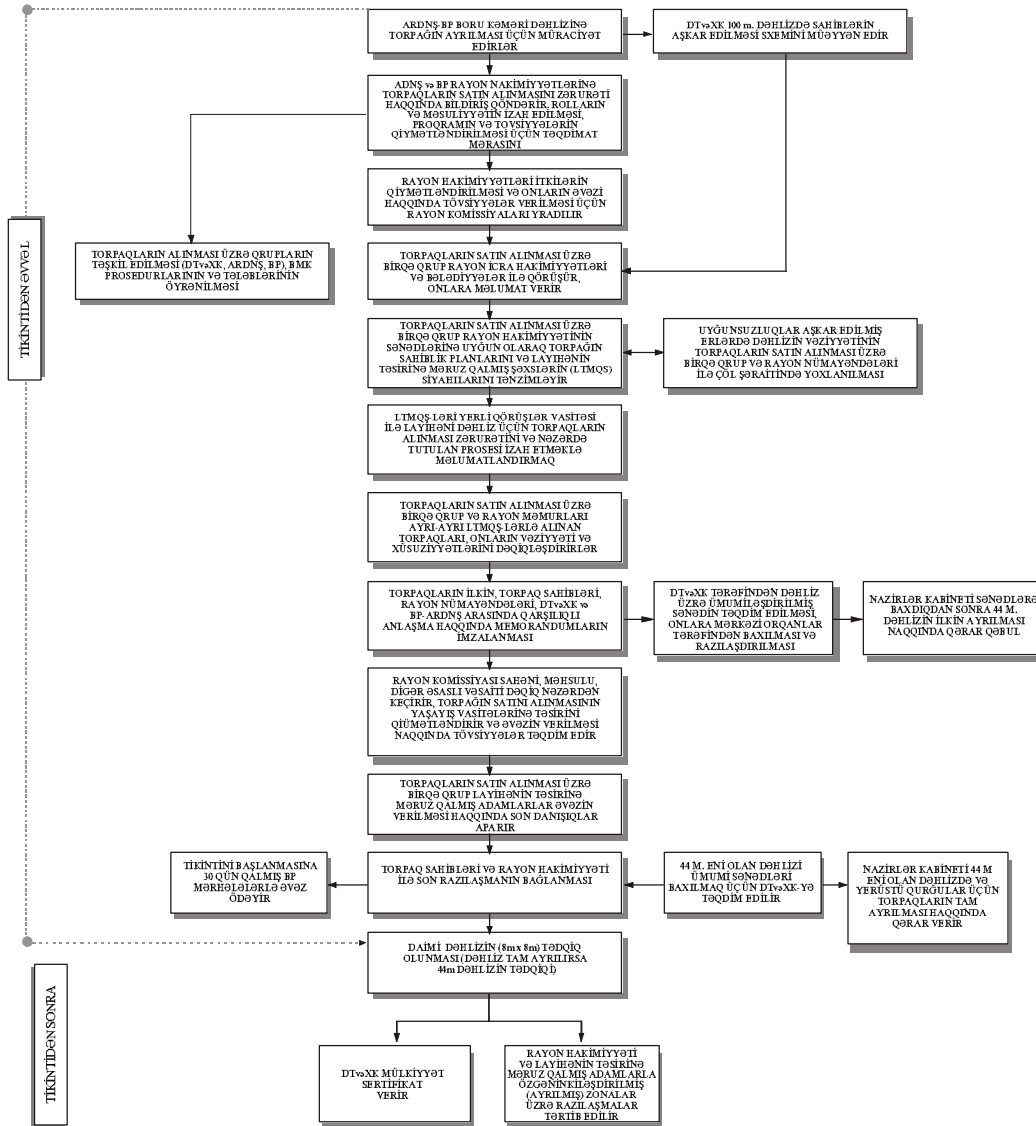 ARDNŞ-BP BORU KƏMƏRİ DƏHLİZİNƏ
TORPAĞIN AYRILMASI ÜÇÜN MÜRACİYƏT
EDİRLƏR
DTvəXK 100 m. DƏHLİZDƏ SAHİBLƏRİN
AŞKAR EDİLMƏSİ SXEMİNİ MÜƏYYƏN EDİR
ADNŞ və BP RAYON NAKİMİYYƏTLƏRİNƏ
TORPAQLARIN SATIN ALINMASINI ZƏRURƏTİ
HAQQINDA BİLDİRİŞ QÖNDƏRİR, ROLLARIN
VƏ MƏSULİYYƏTİN İZAH EDİLMƏSİ,
PROQRAMIN VƏ TOVSİYYƏLƏRİN
QİYMƏTLƏNDİRİLMƏSİ ÜÇÜN TƏQDİMAT
MƏRASINI
RAYON HAKİMİYYƏTLƏRİ İTKİLƏRİN
QİYMƏTLƏNDİRİLMƏSİ VƏ ONLARIN ƏVƏZİ
HAQQINDA TÖVSİYYƏLƏR VERİLMƏSİ ÜÇÜN
RAYON KOMİSSİYALARI YRADILIR
TİKİNTİDƏN ƏVVƏL
TORPAQLARIN ALINMASI ÜZRƏ QRUPLARIN
TƏŞKİL EDİLMƏSİ (DTvəXK, ARDNŞ, BP), BMK
PROSEDURLARININ VƏ TƏLƏBLƏRİNİN
ÖYRƏNİLMƏSİ
TORPAQLARIN SATIN ALINMASI ÜZRƏ
BİRQƏ QRUP RAYON İCRA HAKİMİYYƏTLƏRİ
VƏ BƏLƏDİYYƏLƏR İLƏ QÖRÜŞÜR,
ONLARA MƏLUMAT VERİR
TORPAQLARIN SATIN ALINMASI ÜZRƏ
BİRQƏ QRUP RAYON HAKİMİYYƏTİNİN
SƏNƏDLƏRİNƏ UYĞUN OLARAQ TORPAĞIN
SAHİBLİK PLANLARINI VƏ LAYIHƏNİN
TƏSİRİNƏ MƏRUZ QALMIŞ ŞƏXSLƏRİN (LTMQS)
SİYAHILARINI TƏNZİMLƏYİR
UYĞUNSUZLUQLAR AŞKAR EDİLMİŞ
ERLƏRDƏ DƏHLİZİN VƏZİYYƏTİNİN
TORPAQLARIN SATIN ALINMASI ÜZRƏ
BİRQƏ QRUP VƏ RAYON NÜMAYƏNDƏLƏRİ
İLƏ ÇÖL ŞƏRAİTİNDƏ YOXLANILMASI
LTMQŞ-LƏRİ YERLİ QÖRÜŞLƏR VASİTƏSİ
İLƏ LAYİHƏNİ DƏHLİZ ÜÇÜN TORPAQLARIN
ALINMASI ZƏRURƏTİNİ VƏ NƏZƏRDƏ
TUTULAN PROSESİ İZAH ETMƏKLƏ
MƏLUMATLANDIRMAQ
TORPAQLARIN SATIN ALINMASI ÜZRƏ
BİRQƏ QRUP VƏ RAYON MƏMURLARI
AYRI-AYRI LTMQŞ-LƏRLƏ ALINAN
TORPAQLARI, ONLARIN VƏZİYYƏTİ VƏ
XÜSUZİYYƏTLƏRİNİ DƏQİQLƏŞDİRİRLƏR
TORPAQLARIN İLKİN, TORPAQ SAHİBLƏRİ,
RAYON NÜMAYƏNDƏLƏRİ, DTvəXK və
BP-ARDNŞ ARASINDA QARŞILIQLI
ANLAŞMA HAQQINDA MEMORANDUMLARIN
İMZALANMASI
DTvəXK TƏRƏFİNDƏN DƏHLİZ
ÜZRƏ ÜMUMİLƏŞDİRİLMİŞ
SƏNƏDİN TƏQDİM EDİLMƏSİ,
ONLARA MƏRKƏZİ ORQANLAR
TƏRƏFİNDƏN BAXILMASI VƏ
RAZILAŞDIRILMASI
NAZİRLƏR KABİNETİ SƏNƏDLƏRƏ
BAXDIQDAN SONRA 44 M.
DƏHLİZİN İLKİN AYRILMASI
NAQQINDA QƏRAR QƏBUL
RAYON KOMİSSİYASI SAHƏNİ, MƏHSULU,
DİGƏR ƏSASLI VƏSAİTİ DƏQİQ NƏZƏRDƏN
KEÇİRİR, TORPAĞIN SATINI ALINMASININ
YAŞAYIŞ VASİTƏLƏRİNƏ TƏSİRİNİ
QİÜMƏTLƏNDİRİR VƏ ƏVƏZİN VERİLMƏSİ
NAQQINDA TÖVSİYYƏLƏR TƏQDİM EDİR
TORPAQLARIN SATIN ALINMASI ÜZRƏ
BİRQƏ QRUP LAYİHƏNİN TƏSİRİNƏ
MƏRUZ QALMIŞ ADAMLARLAR ƏVƏZİN
VERİLMƏSİ HAQQINDA SON DANIŞIQLAR
APARIR
TİKİNTİNİ BAŞLANMASINA
30 QÜN QALMIŞ BP
MƏRHƏLƏLƏRLƏ ƏVƏZ
ÖDƏYİR
TORPAQ SAHİBLƏRİ VƏ RAYON HAKİMİYYƏTİ
İLƏ SON RAZILAŞMANIN BAĞLANMASI
44 M. ENİ OLAN DƏHLİZİ
ÜMUMİ SƏNƏDLƏRİ
BAXILMAQ ÜÇÜN DTvəXK-YƏ
TƏQDİM EDİLİR
NAZİRLƏR KABİNETİ 44 M
ENİ OLAN DƏHLİZDƏ VƏ
YERÜSTÜ QURĞULAR ÜÇÜN
TORPAQLARIN TAM
AYRILMASI HAQQINDA
QƏRAR VERİR
DAİMİ DƏHLİZİN (8m x 8m) TƏDQİQ
OLUNMASI (DƏHLİZ TAM AYRILIRSA
44m DƏHLİZİN TƏDQİQİ)
TİKİNTİDƏN SONRA
DTvəXK MÜLKİYYƏT
SERTİFİKAT
VERİR
RAYON HAKİMİYYƏTİ
VƏ LAYİHƏNİN TƏSİRİNƏ
MƏRUZ QALMIŞ ADAMLARLA
ÖZGƏNİNKİLƏŞDİRİLMİŞ
(AYRILMIŞ) ZONALAR
ÜZRƏ RAZILAŞMALAR
TƏRTİB EDİLİR